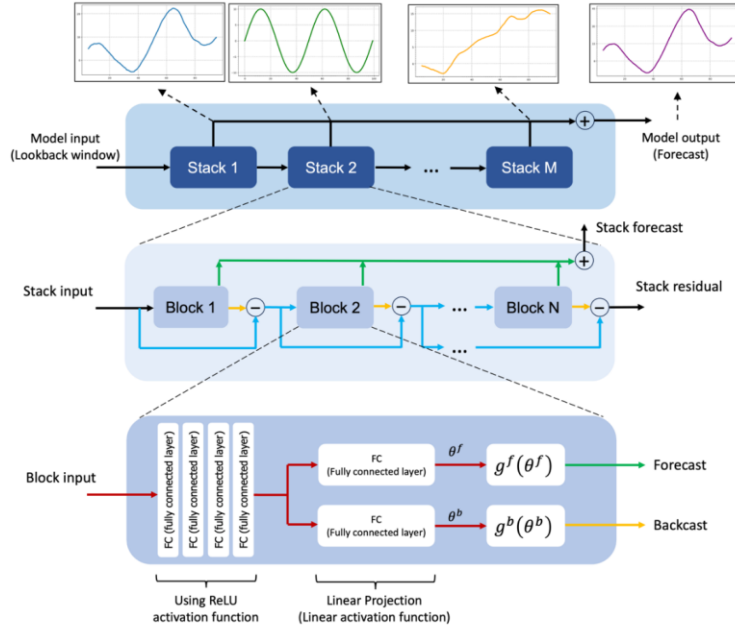 Model input
(Lookback window)
Stack 1
Stack 2
...
Stack M
+
Model output
(Forecast)
Stack forecast
+
Stack input
Block 1
−
Block 2
−
...
Block N
−
Stack residual
...
Block input
FC (fully connected layer)
FC (fully connected layer)
FC (fully connected layer)
FC (fully connected layer)
FC
(Fully connected layer)
θ^f
g^f(θ^f)
Forecast
FC
(Fully connected layer)
θ^b
g^b(θ^b)
Backcast
Using ReLU
activation function
Linear Projection
(Linear activation function)